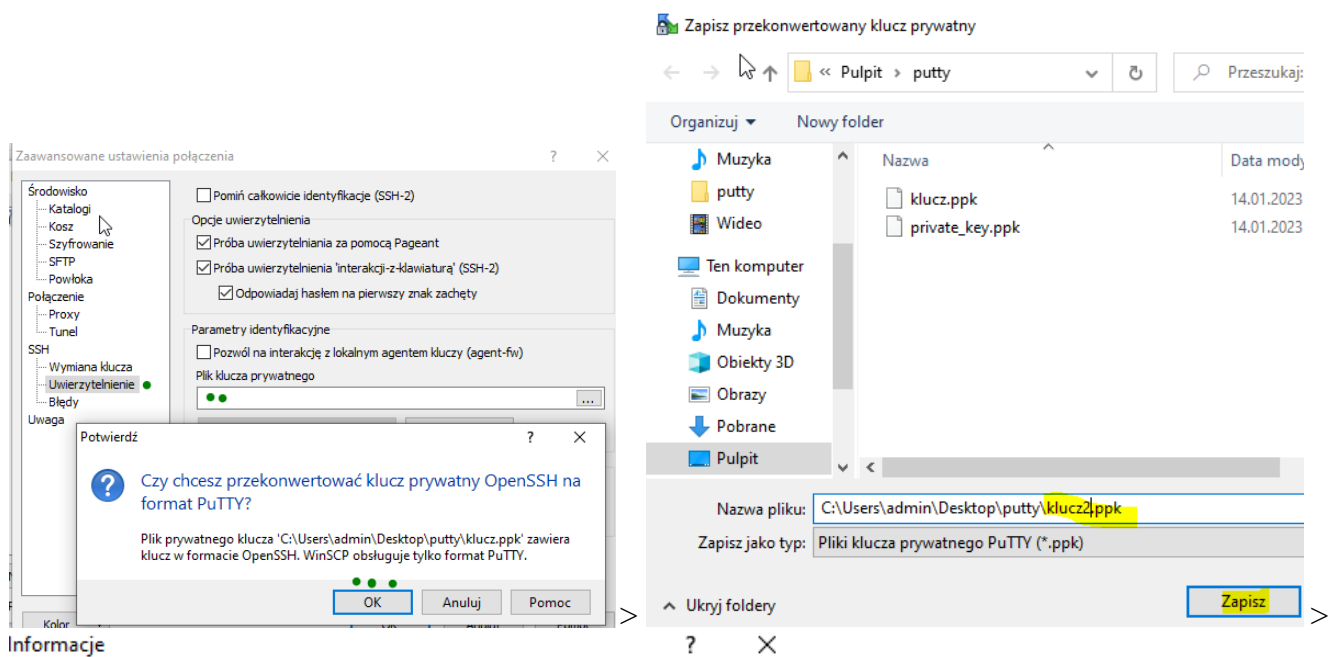 Zaawansowane ustawienia połączenia
Środowisko
Katalogi
Kosz
Szyfrowanie
SFTP
Powłoka
Połączenie
Proxy
Tunel
SSH
Wymiana klucza
Uwierzytelnienie
Błędy
Uwaga
Pomiń całkowicie identyfikacje (SSH-2)
Opcje uwierzytelnienia
Próba uwierzytelniania za pomocą Pageant
Próba uwierzytelnienia 'interakcji-z-klawiaturą' (SSH-2)
Odpowiadaj hasłem na pierwszy znak zachęty
Parametry identyfikacyjne
Pozwól na interakcję z lokalnym agentem kluczy (agent-fw)
Plik klucza prywatnego
...
Potwierdź
Czy chcesz przekonwertować klucz prywatny OpenSSH na
format PuTTY?
Plik prywatnego klucza 'C:\Users\admin\Desktop\putty\klucz.ppk' zawiera
klucz w formacie OpenSSH. WinSCP obsługuje tylko format PuTTY.
OK Anuluj Pomoc
Kolor
>
Zapisz przekonwertowany klucz prywatny
« Pulpit › putty
Przeszukaj:
Organizuj Nowy folder
Muzyka
putty
Wideo
Ten komputer
Dokumenty
Muzyka
Obiekty 3D
Obrazy
Pobrane
Pulpit
Nazwa Data mody
klucz.ppk 14.01.2023
private_key.ppk 14.01.2023
Nazwa pliku: C:\Users\admin\Desktop\putty\klucz2.ppk
Zapisz jako typ: Pliki klucza prywatnego PuTTY (*.ppk)
Ukryj foldery Zapisz
>
Informacje ? ×